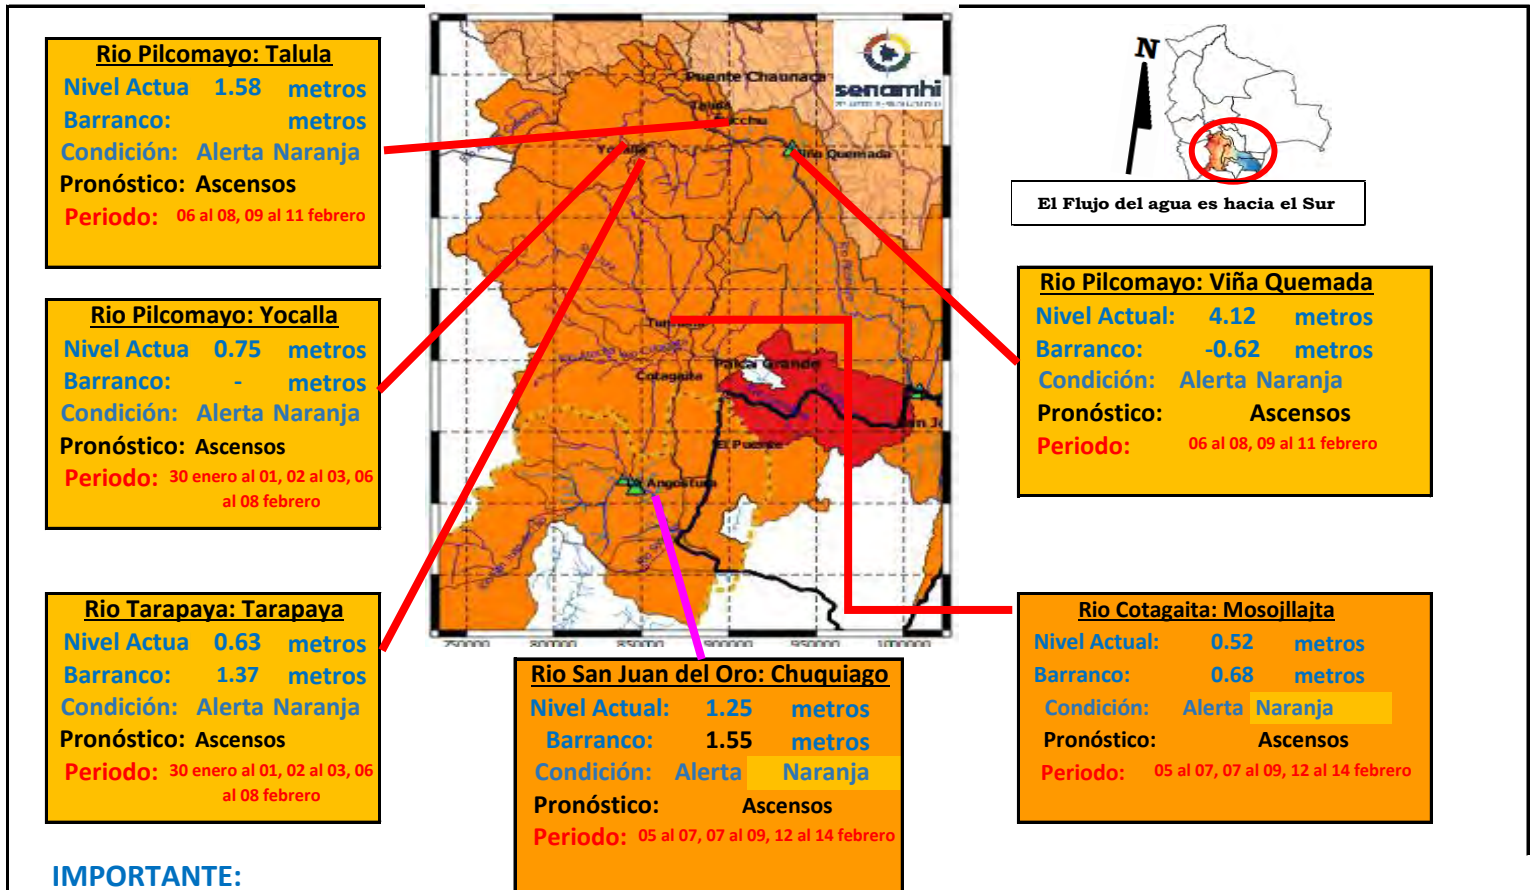 Rio Pilcomayo: Talula
Nivel Actua 1.58 metros
Barranco: metros
Condición: Alerta Naranja
Pronóstico: Ascensos
Periodo: 06 al 08, 09 al 11 febrero
Rio Pilcomayo: Yocalla
Nivel Actua 0.75 metros
Barranco: - metros
Condición: Alerta Naranja
Pronóstico: Ascensos
Periodo: 30 enero al 01, 02 al 03, 06
al 08 febrero
Rio Tarapaya: Tarapaya
Nivel Actua 0.63 metros
Barranco: 1.37 metros
Condición: Alerta Naranja
Pronóstico: Ascensos
Periodo: 30 enero al 01, 02 al 03, 06
al 08 febrero
senamhi
Puente Chaunaca
Talula
Yocalla
Viña Quemada
Tumusla
Palca Grande
Cotagaita
El Puente
Angostura
800000
900000
950000
1000000
N
El Flujo del agua es hacia el Sur
Rio Pilcomayo: Viña Quemada
Nivel Actual: 4.12 metros
Barranco: -0.62 metros
Condición: Alerta Naranja
Pronóstico: Ascensos
Periodo: 06 al 08, 09 al 11 febrero
Rio San Juan del Oro: Chuquiago
Nivel Actual: 1.25 metros
Barranco: 1.55 metros
Condición: Alerta Naranja
Pronóstico: Ascensos
Periodo: 05 al 07, 07 al 09, 12 al 14 febrero
Rio Cotagaita: Mosojllajta
Nivel Actual: 0.52 metros
Barranco: 0.68 metros
Condición: Alerta Naranja
Pronóstico: Ascensos
Periodo: 05 al 07, 07 al 09, 12 al 14 febrero
IMPORTANTE: